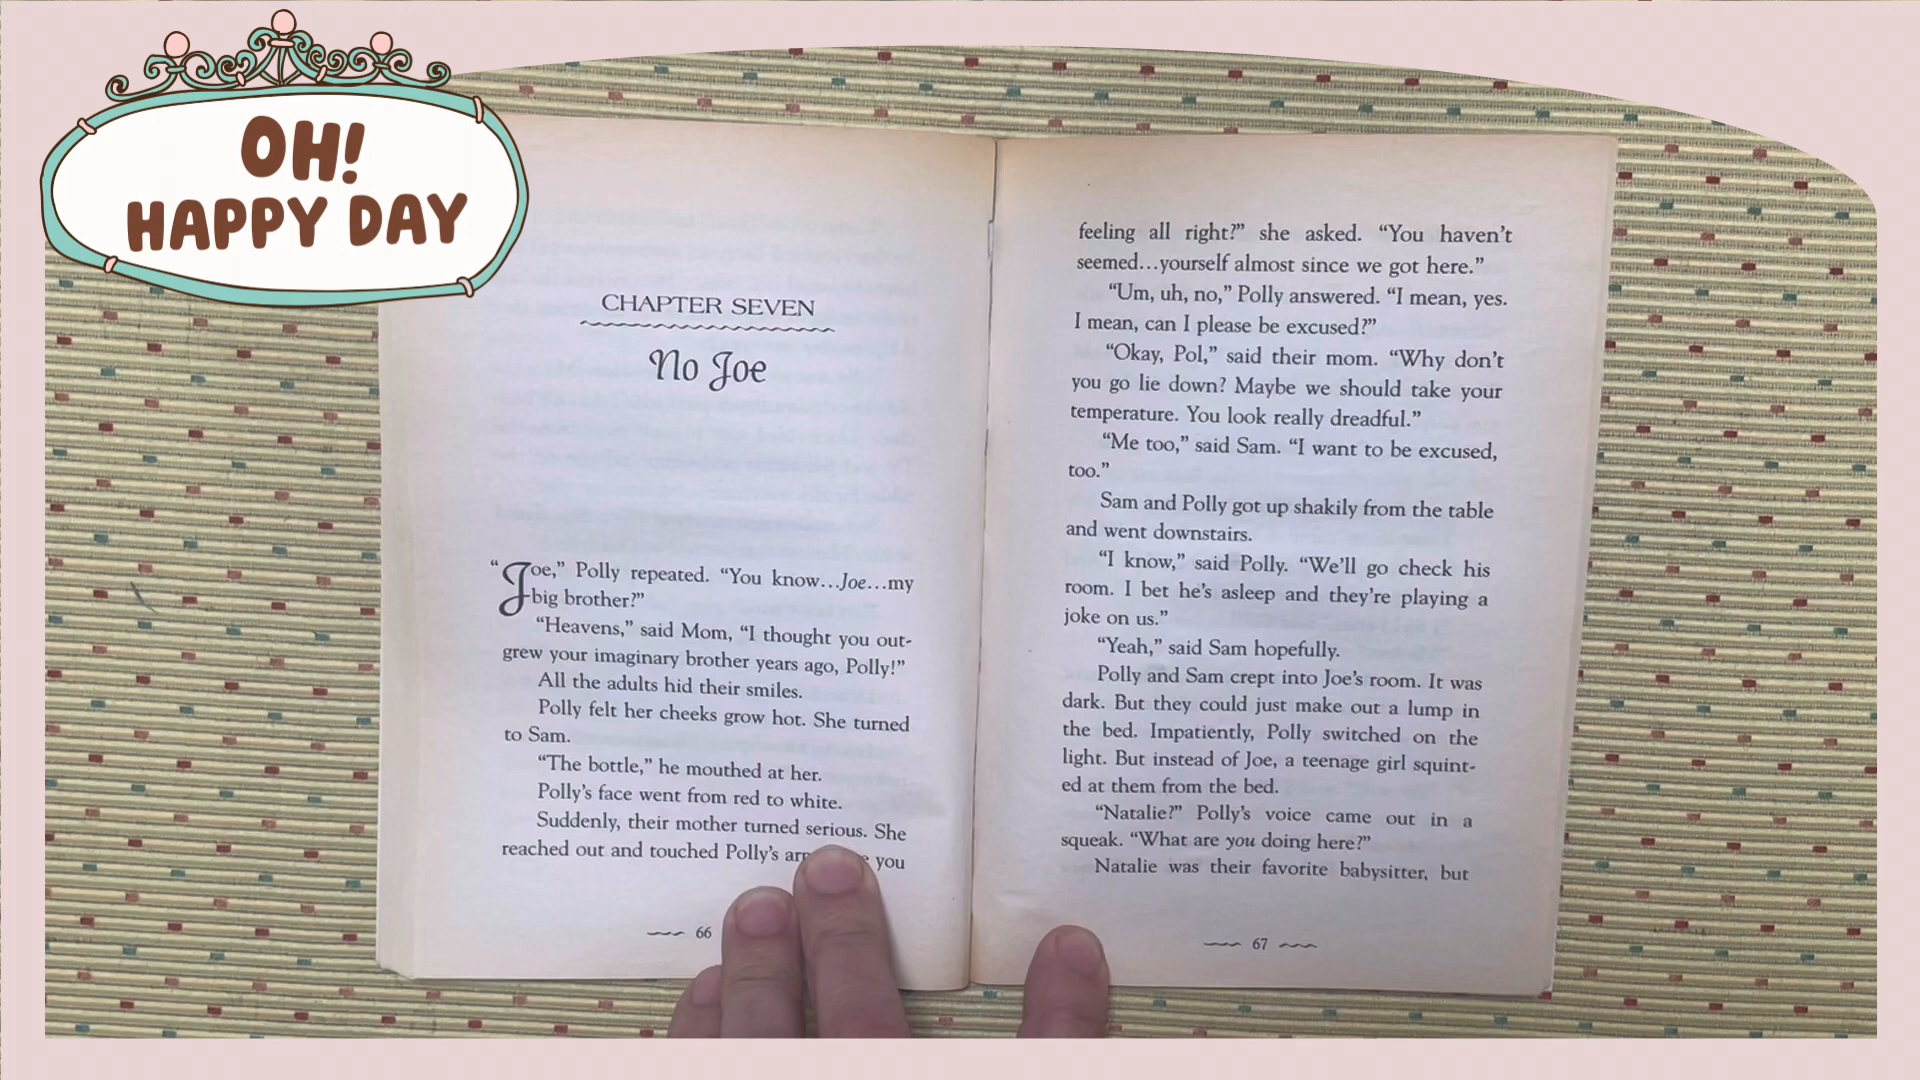 OH!
HAPPY DAY
CHAPTER SEVEN
No Joe
“Joe,” Polly repeated. “You know...Joe...my
big brother?”
“Heavens,” said Mom, “I thought you out-
grew your imaginary brother years ago, Polly!”
All the adults hid their smiles.
Polly felt her cheeks grow hot. She turned
to Sam.
“The bottle,” he mouthed at her.
Polly’s face went from red to white.
Suddenly, their mother turned serious. She
reached out and touched Polly’s you
66
feeling all right?” she asked. “You haven’t
seemed...yourself almost since we got here.”
“Um, uh, no,” Polly answered. “I mean, yes.
I mean, can I please be excused?”
“Okay, Pol,” said their mom. “Why don’t
you go lie down? Maybe we should take your
temperature. You look really dreadful.”
“Me too,” said Sam. “I want to be excused,
too.”
Sam and Polly got up shakily from the table
and went downstairs.
“I know,” said Polly. “We’ll go check his
room. I bet he’s asleep and they’re playing a
joke on us.”
“Yeah,” said Sam hopefully.
Polly and Sam crept into Joe’s room. It was
dark. But they could just make out a lump in
the bed. Impatiently, Polly switched on the
light. But instead of Joe, a teenage girl squint-
ed at them from the bed.
“Natalie?” Polly’s voice came out in a
squeak. “What are you doing here?”
Natalie was their favorite babysitter, but
67